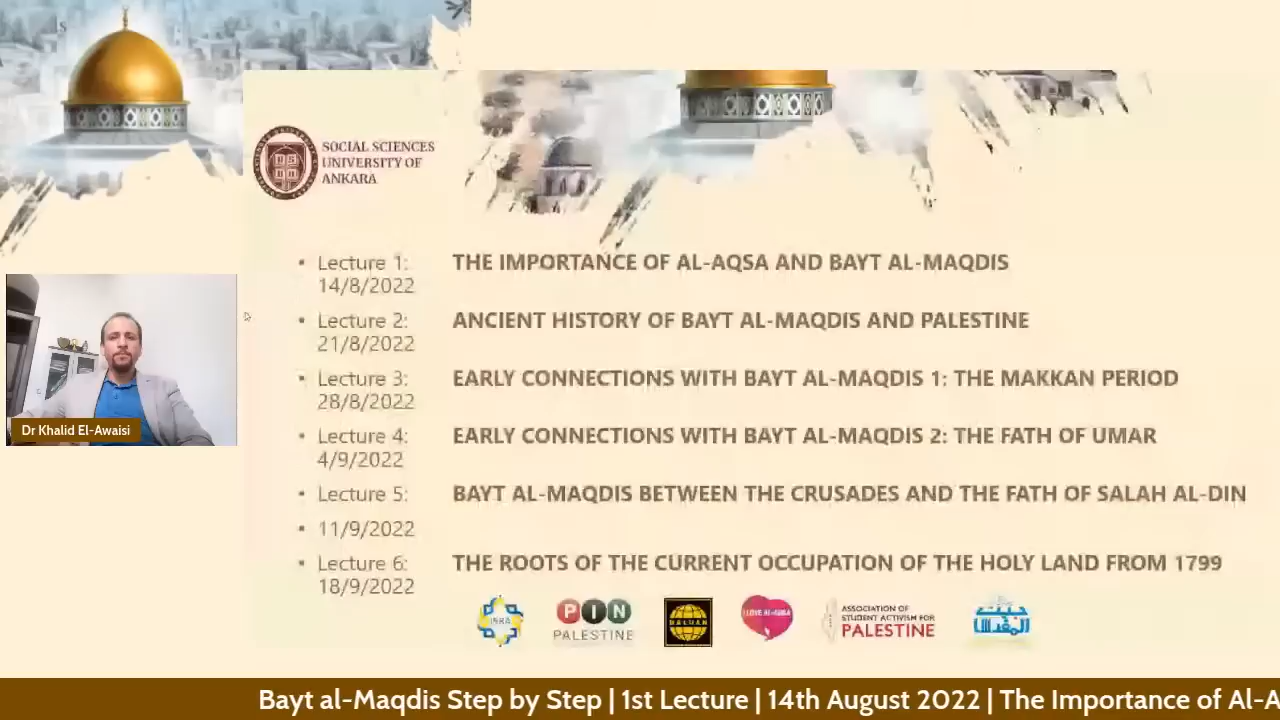 SOCIAL SCIENCES
UNIVERSITY OF
ANKARA
• Lecture 1: THE IMPORTANCE OF AL-AQSA AND BAYT AL-MAQDIS
14/8/2022
• Lecture 2: ANCIENT HISTORY OF BAYT AL-MAQDIS AND PALESTINE
21/8/2022
• Lecture 3: EARLY CONNECTIONS WITH BAYT AL-MAQDIS 1: THE MAKKAN PERIOD
28/8/2022
• Lecture 4: EARLY CONNECTIONS WITH BAYT AL-MAQDIS 2: THE FATH OF UMAR
4/9/2022
• Lecture 5: BAYT AL-MAQDIS BETWEEN THE CRUSADES AND THE FATH OF SALAH AL-DIN
• 11/9/2022
• Lecture 6: THE ROOTS OF THE CURRENT OCCUPATION OF THE HOLY LAND FROM 1799
18/9/2022
Dr Khalid El-Awaisi
ISRA
PIN
PALESTINE
I LOVE AL-AQSA
ASSOCIATION OF
STUDENT ACTIVISM FOR
PALESTINE
Bayt al-Maqdis Step by Step | 1st Lecture | 14th August 2022 | The Importance of Al-A